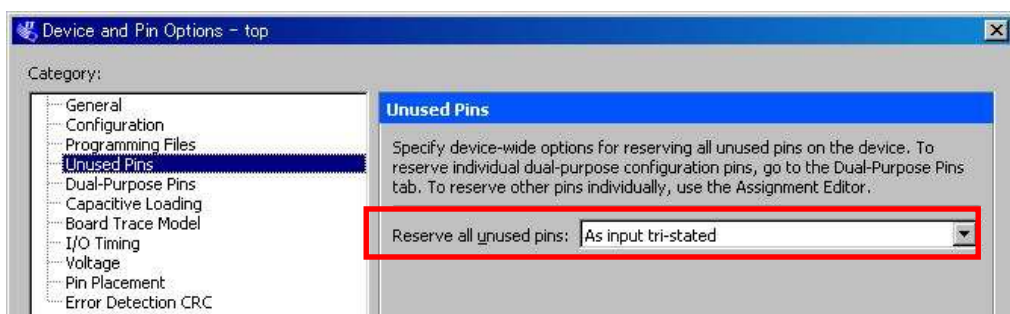 Device and Pin Options - top
Category:
General
Configuration
Programming Files
Unused Pins
Dual-Purpose Pins
Capacitive Loading
Board Trace Model
I/O Timing
Voltage
Pin Placement
Error Detection CRC
Unused Pins
Specify device-wide options for reserving all unused pins on the device. To
reserve individual dual-purpose configuration pins, go to the Dual-Purpose Pins
tab. To reserve other pins individually, use the Assignment Editor.
Reserve all unused pins: As input tri-stated